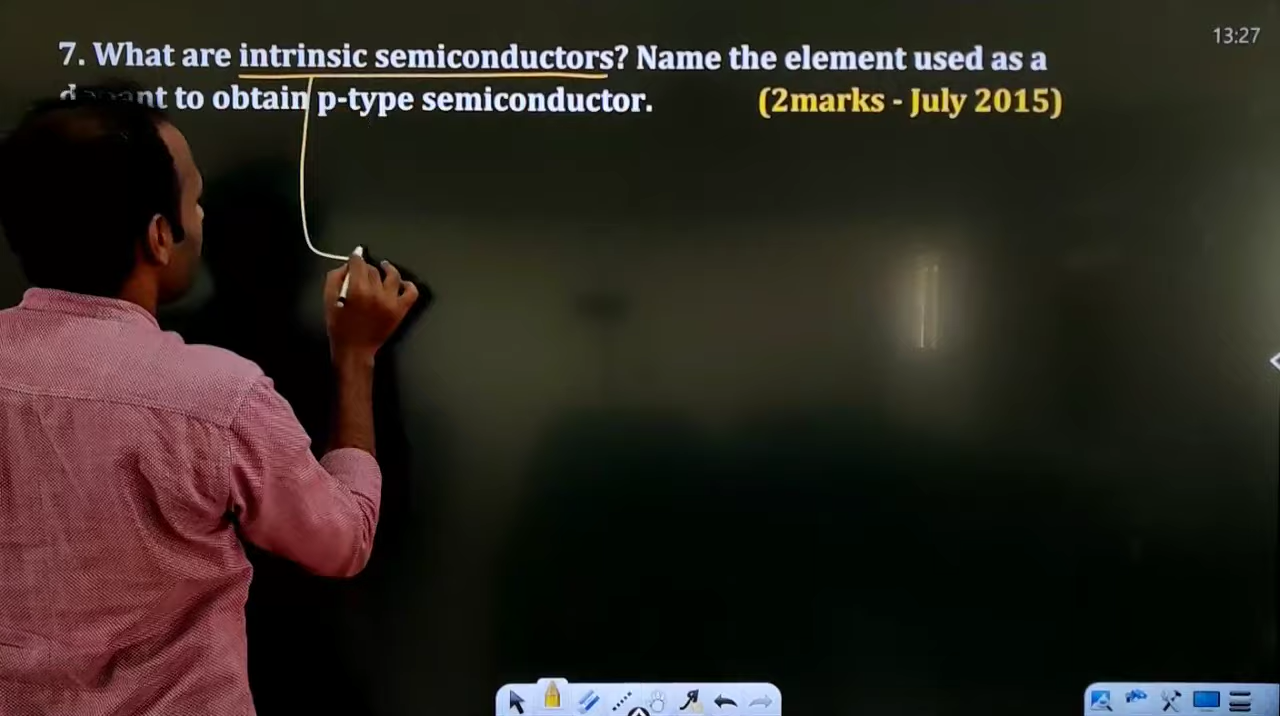 13:27
7. What are intrinsic semiconductors? Name the element used as a
to obtain p-type semiconductor. (2marks - July 2015)